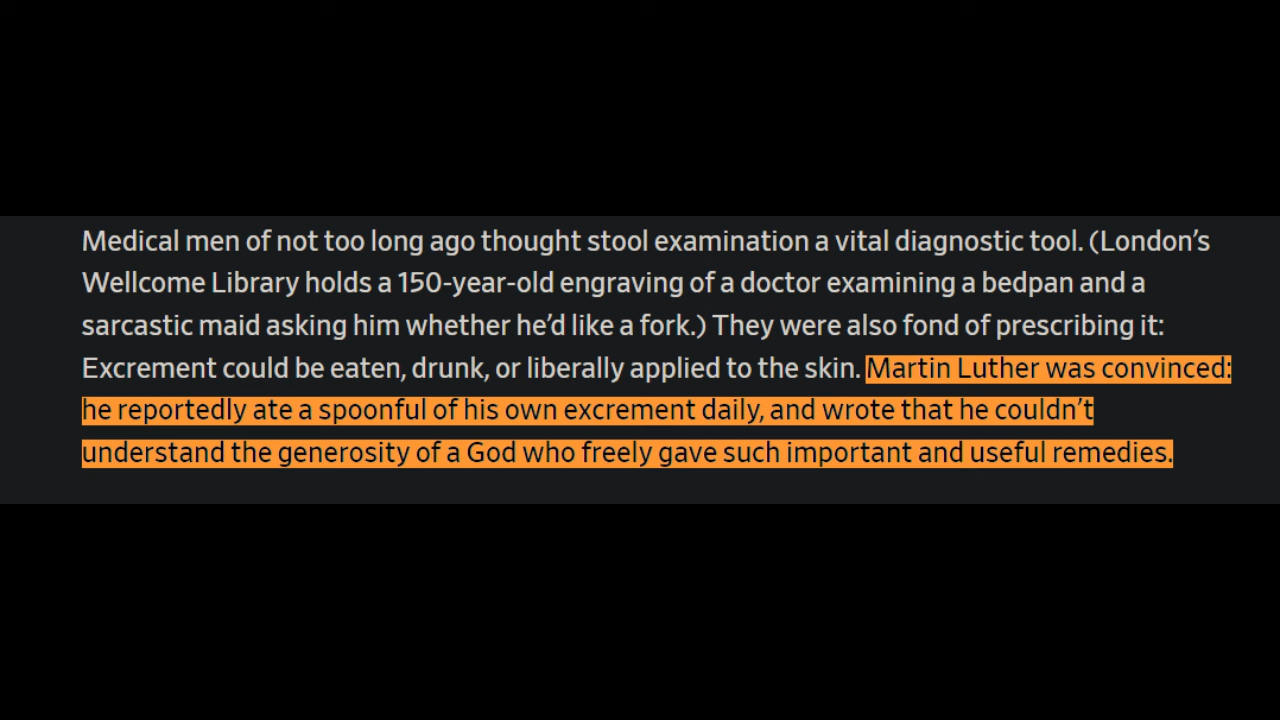 Medical men of not too long ago thought stool examination a vital diagnostic tool. (London’s
Wellcome Library holds a 150-year-old engraving of a doctor examining a bedpan and a
sarcastic maid asking him whether he’d like a fork.) They were also fond of prescribing it:
Excrement could be eaten, drunk, or liberally applied to the skin. Martin Luther was convinced:
he reportedly ate a spoonful of his own excrement daily, and wrote that he couldn’t
understand the generosity of a God who freely gave such important and useful remedies.